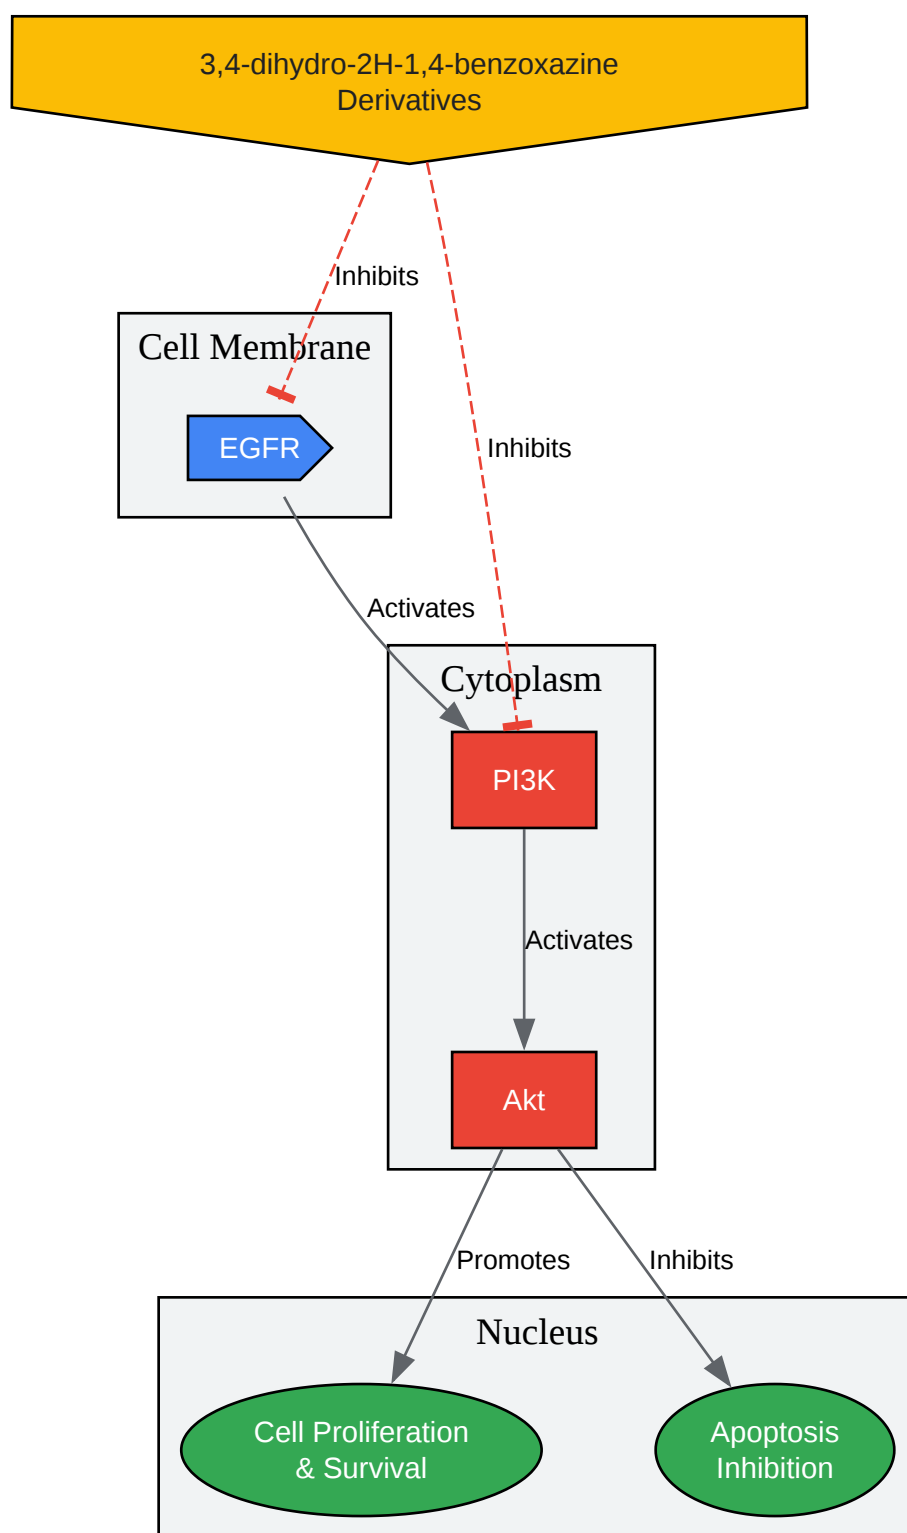 3,4-dihydro-2H-1,4-benzoxazine
Derivatives
Inhibits
Cell Membrane
EGFR
Inhibits
Activates
Cytoplasm
PI3K
Activates
Akt
Promotes
Inhibits
Nucleus
Cell Proliferation
& Survival
Apoptosis
Inhibition